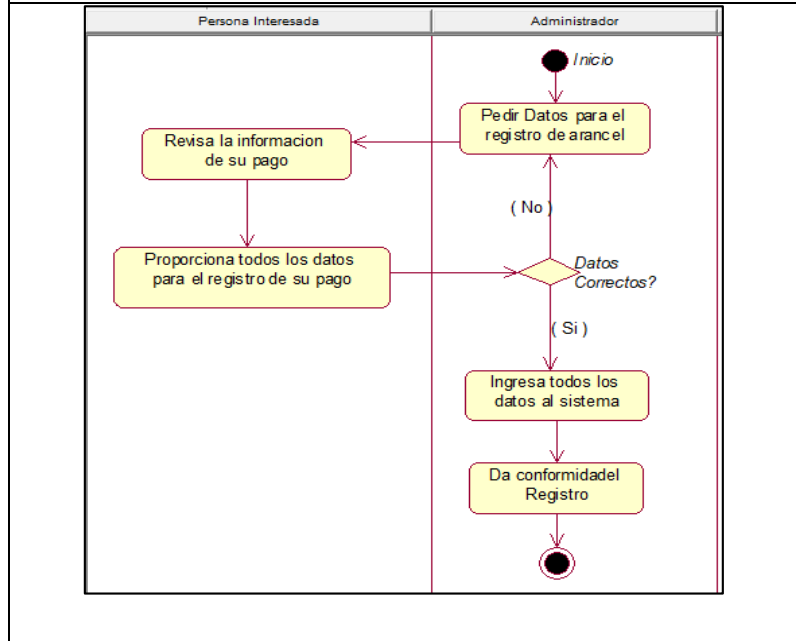 Persona Interesada
Administrador
Inicio
Pedir Datos para el
registro de arancel
Revisa la informacion
de su pago
( No )
Proporciona todos los datos
para el registro de su pago
Datos
Correctos?
( Si )
Ingresa todos los
datos al sistema
Da conformidadel
Registro